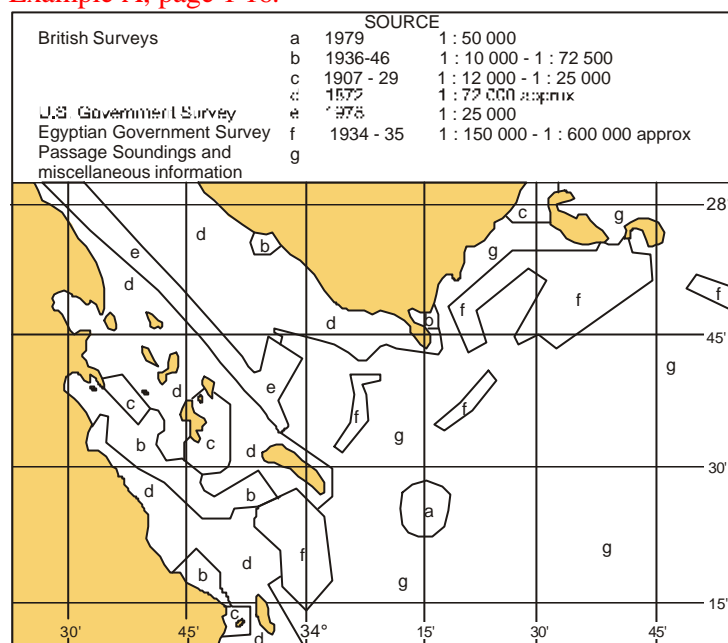 Example A, page
SOURCE
British Surveys a 1979 1 : 50 000
b 1936-46 1 : 10 000 - 1 : 72 500
c 1907 - 29 1 : 12 000 - 1 : 25 000
d 1 : 72 000 approx
U.S. Government Survey e 1978 1 : 25 000
Egyptian Government Survey f 1934 - 35 1 : 150 000 - 1 : 600 000 approx
Passage Soundings and g
miscellaneous information
28
c
g
d
b
g
e
d
f
f
f
d
b
45'
g
e
d
c
f
f
b
c
d
g
30'
d
b
a
f
g
d
b
g
15'
c
d
30'
45'
34°
15'
30'
45'